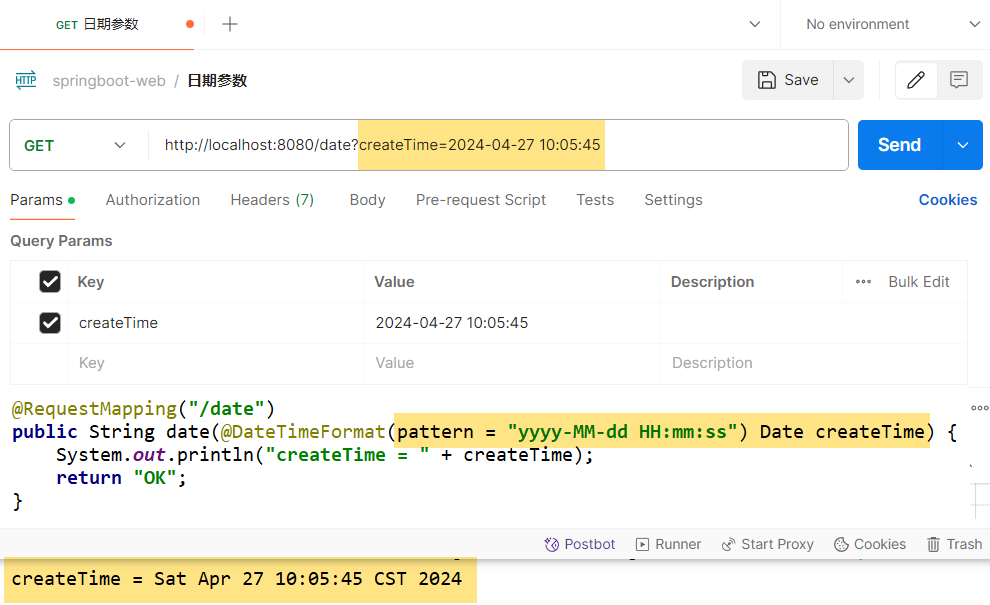 GET 日期参数
No environment
HTTP springboot-web / 日期参数 Save
GET http://localhost:8080/date?createTime=2024-04-27 10:05:45 Send
Params Authorization Headers (7) Body Pre-request Script Tests Settings Cookies
Query Params
Key Value Description Bulk Edit
createTime 2024-04-27 10:05:45
Key Value Description
@RequestMapping("/date")
public String date(@DateTimeFormat(pattern = "yyyy-MM-dd HH:mm:ss") Date createTime) {
System.out.println("createTime = " + createTime);
return "OK";
}
Postbot Runner Start Proxy Cookies Trash
createTime = Sat Apr 27 10:05:45 CST 2024